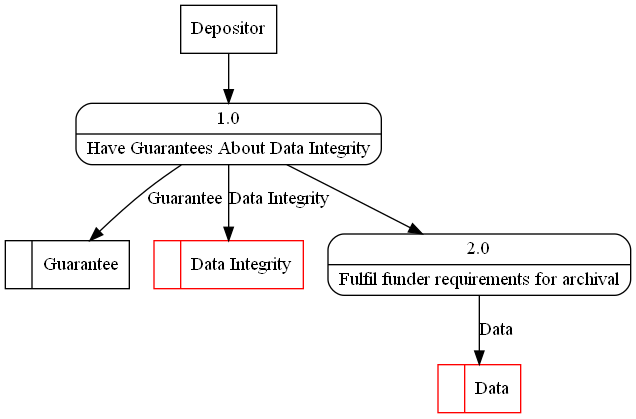 Depositor
1.0
Have Guarantees About Data Integrity
Guarantee
Data Integrity
Guarantee
Data Integrity
2.0
Fulfil funder requirements for archival
Data
Data